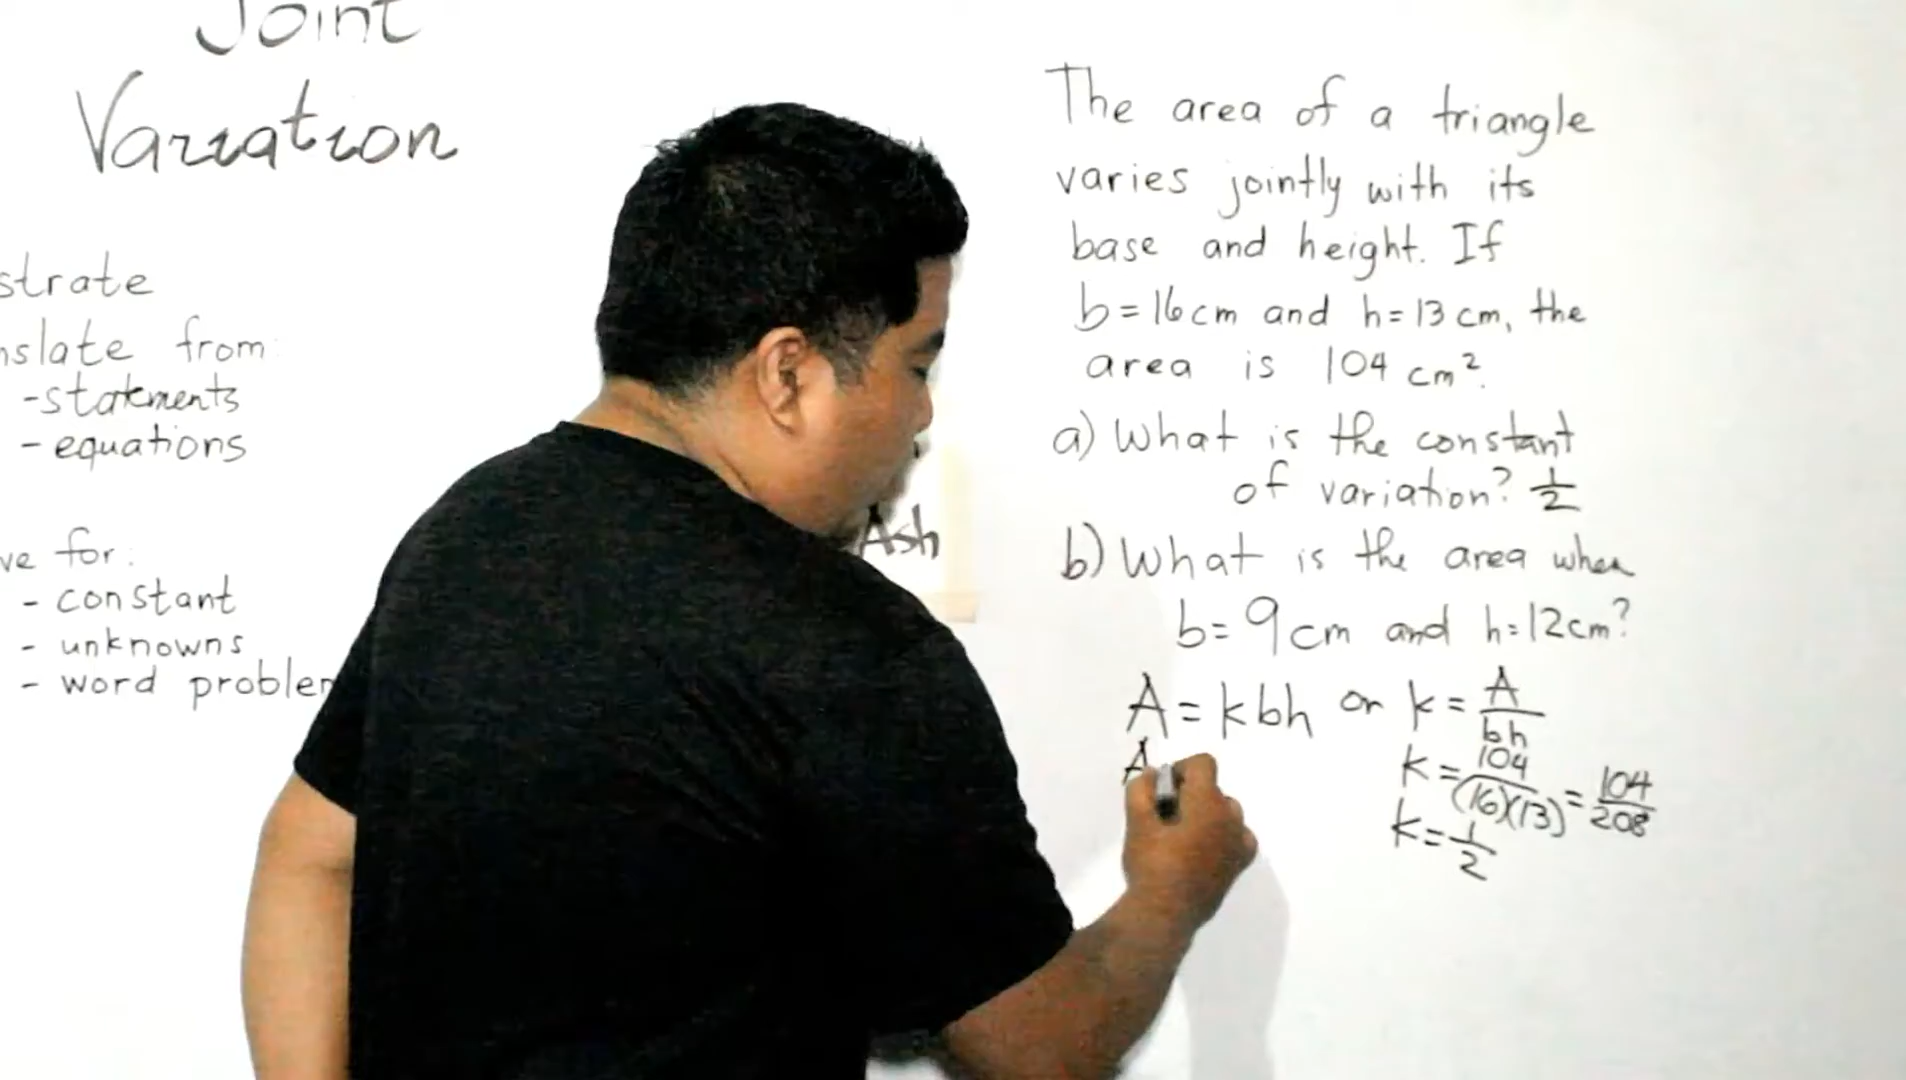 Joint
Variation
strate
nslate from:
-statements
- equations
ve for:
- constant
- unknowns
- word problem
Ash
The area of a triangle
varies jointly with its
base and height. If
b=16cm and h=13cm, the
area is 104 cm².
a) What is the constant
of variation? 1/2
b) What is the area when
b=9cm and h=12cm?
A=kbh or k=A/bh
A
k=104/(16)(13)=104/208
k=1/2